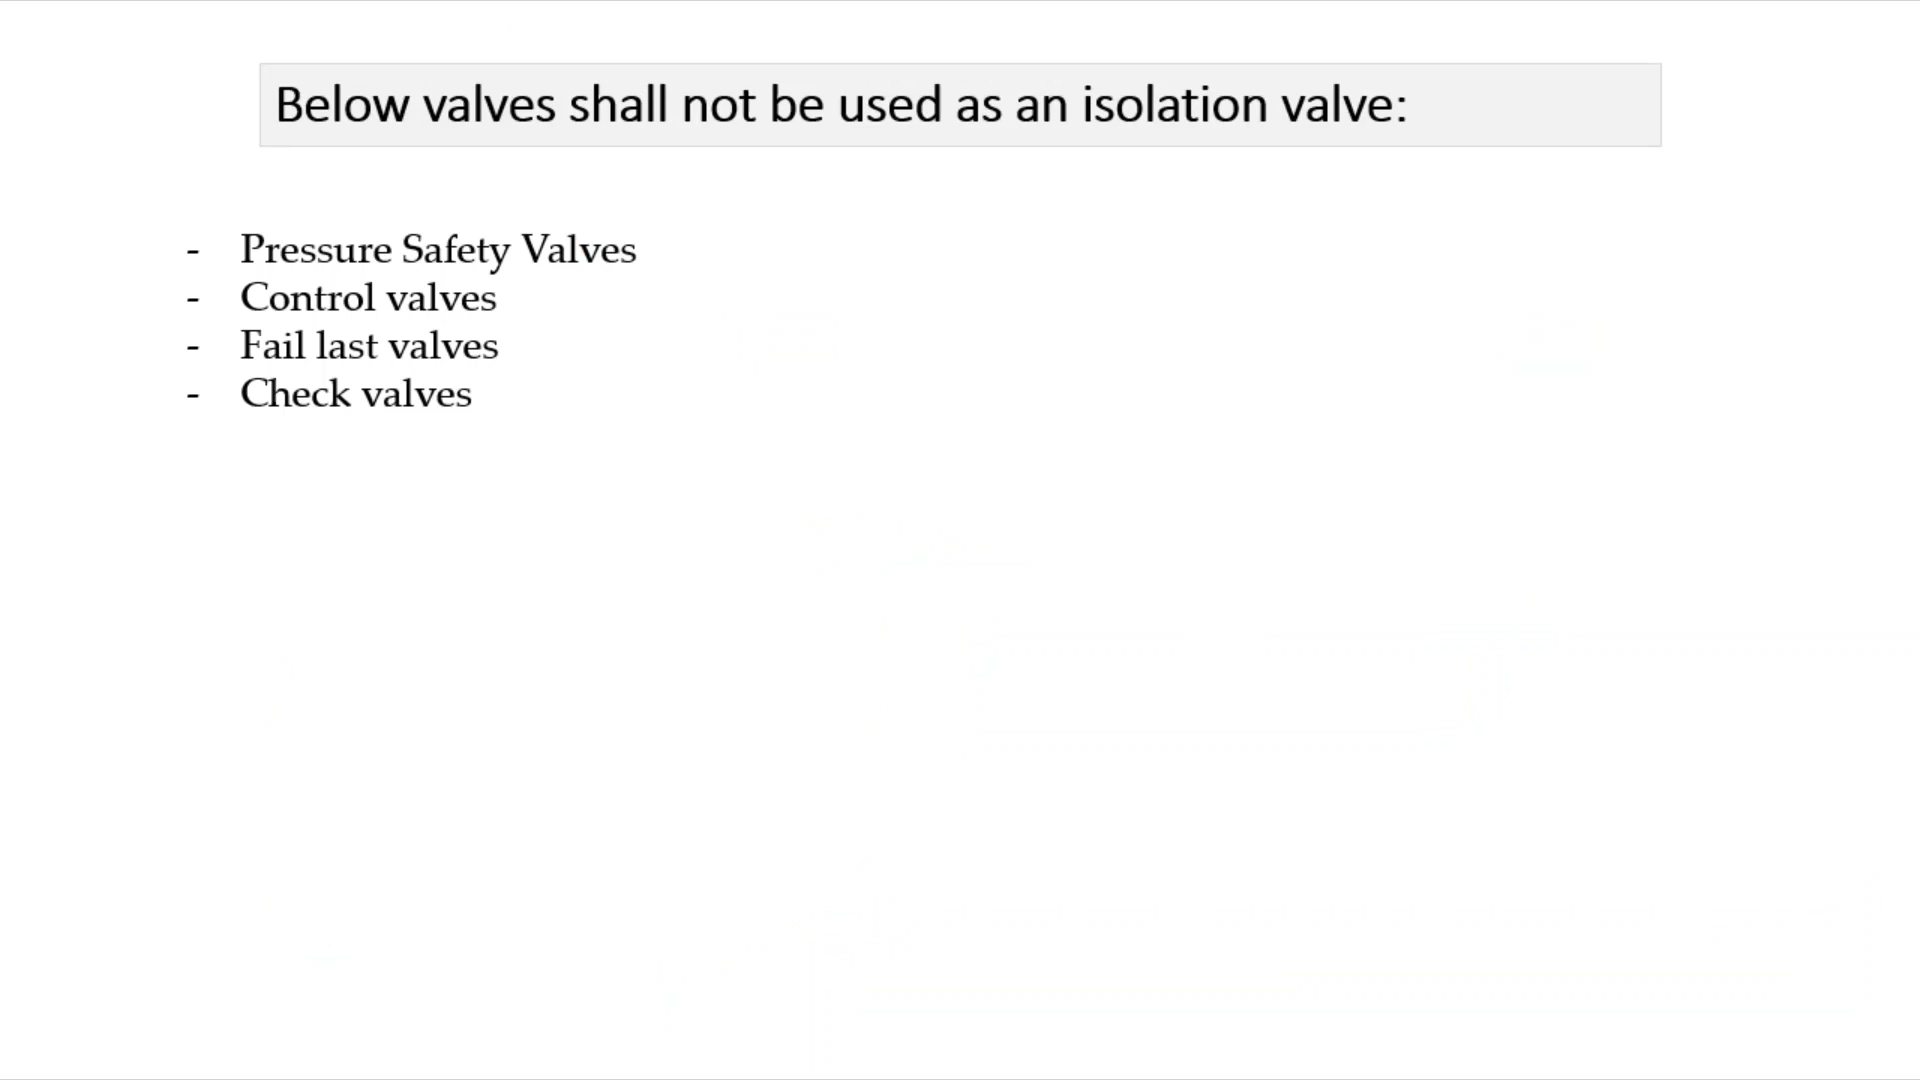 Below valves shall not be used as an isolation valve:
- Pressure Safety Valves
- Control valves
- Fail last valves
- Check valves